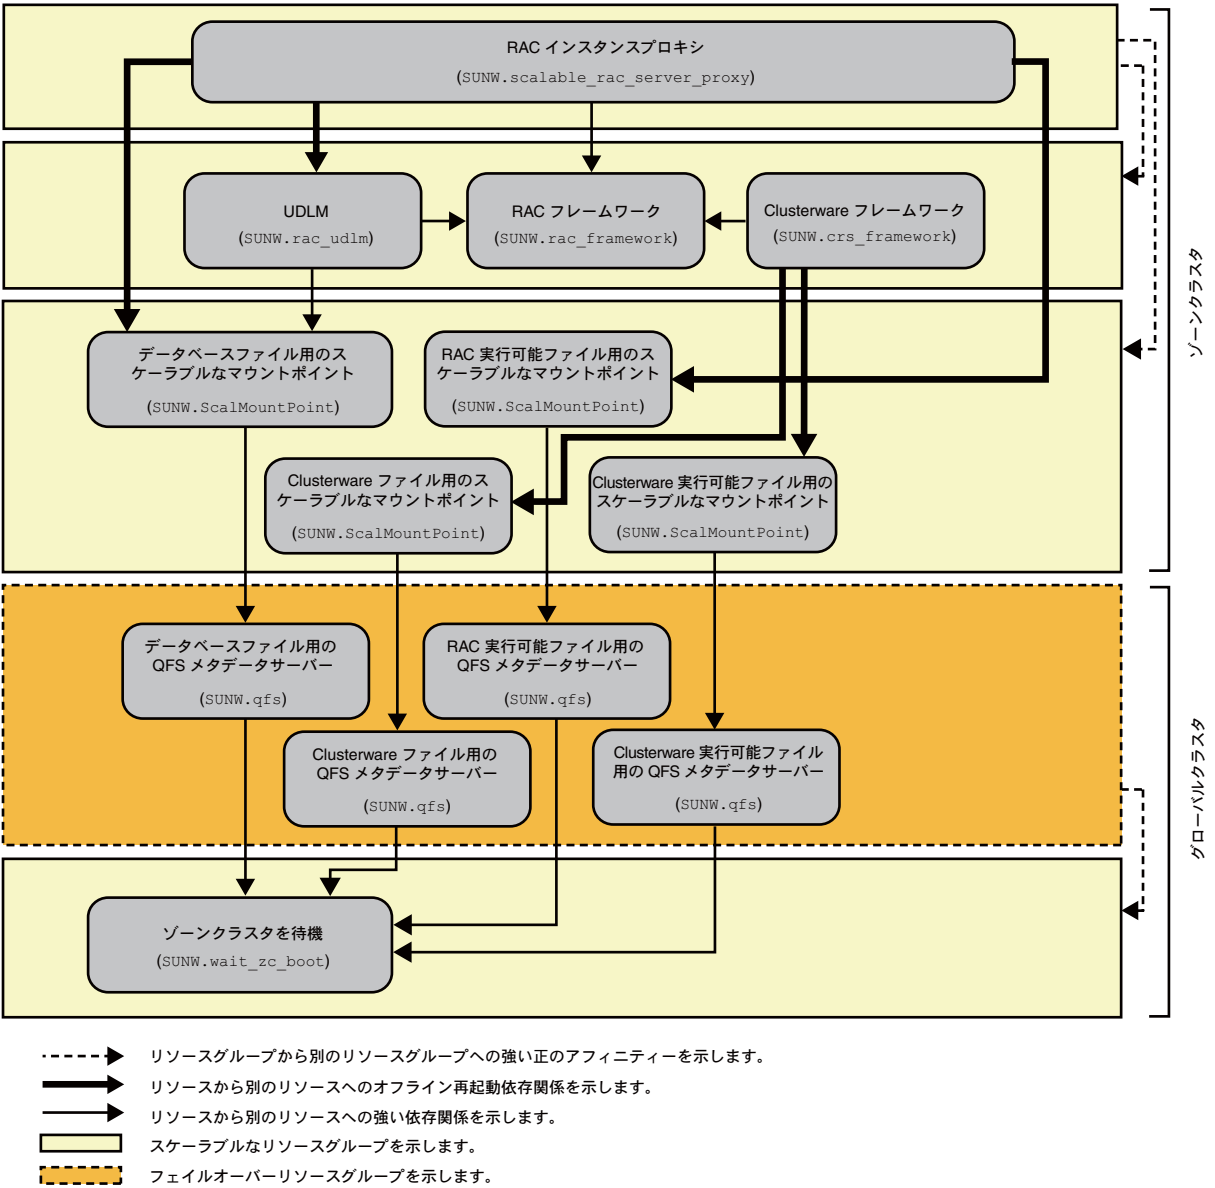 RAC インスタンスプロキシ
(SUNW.scalable_rac_server_proxy)
UDLM
(SUNW.rac_udlm)
RAC フレームワーク
(SUNW.rac_framework)
Clusterware フレームワーク
(SUNW.crs_framework)
ゾーンクラスタ
データベースファイル用のス
ケーラブルなマウントポイント
(SUNW.ScalMountPoint)
RAC 実行可能ファイル用のス
ケーラブルなマウントポイント
(SUNW.ScalMountPoint)
Clusterware ファイル用のス
ケーラブルなマウントポイント
(SUNW.ScalMountPoint)
Clusterware 実行可能ファイル用の
スケーラブルなマウントポイント
(SUNW.ScalMountPoint)
データベースファイル用の
QFS メタデータサーバー
(SUNW.qfs)
RAC 実行可能ファイル用の
QFS メタデータサーバー
(SUNW.qfs)
Clusterware ファイル用の
QFS メタデータサーバー
(SUNW.qfs)
Clusterware 実行可能ファイル
用の QFS メタデータサーバー
(SUNW.qfs)
グローバルクラスタ
ゾーンクラスタを待機
(SUNW.wait_zc_boot)
リソースグループから別のリソースグループへの強い正のアフィニティーを示します。
リソースから別のリソースへのオフライン再起動依存関係を示します。
リソースから別のリソースへの強い依存関係を示します。
スケーラブルなリソースグループを示します。
フェイルオーバーリソースグループを示します。